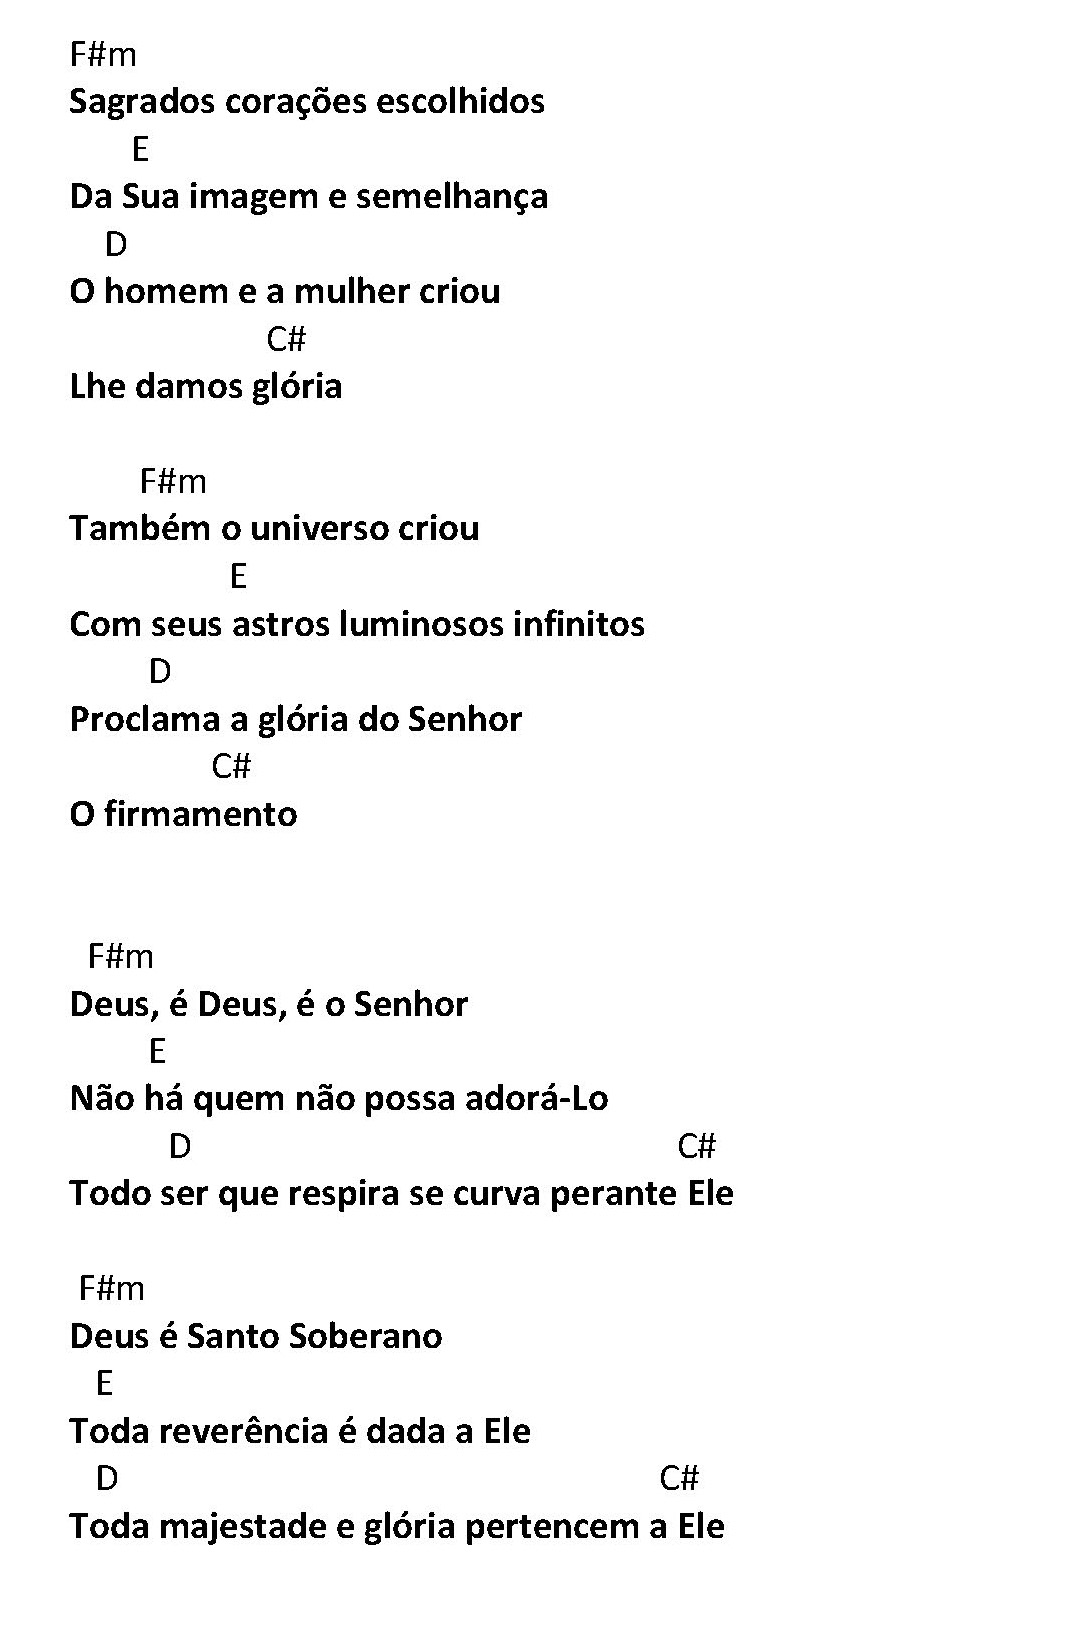 F#m
Sagrados corações escolhidos
E
Da Sua imagem e semelhança
D
O homem e a mulher criou
C#
Lhe damos glória
F#m
Também o universo criou
E
Com seus astros luminosos infinitos
D
Proclama a glória do Senhor
C#
O firmamento
F#m
Deus, é Deus, é o Senhor
E
Não há quem não possa adorá-Lo
D C#
Todo ser que respira se curva perante Ele
F#m
Deus é Santo Soberano
E
Toda reverência é dada a Ele
D C#
Toda majestade e glória pertencem a Ele